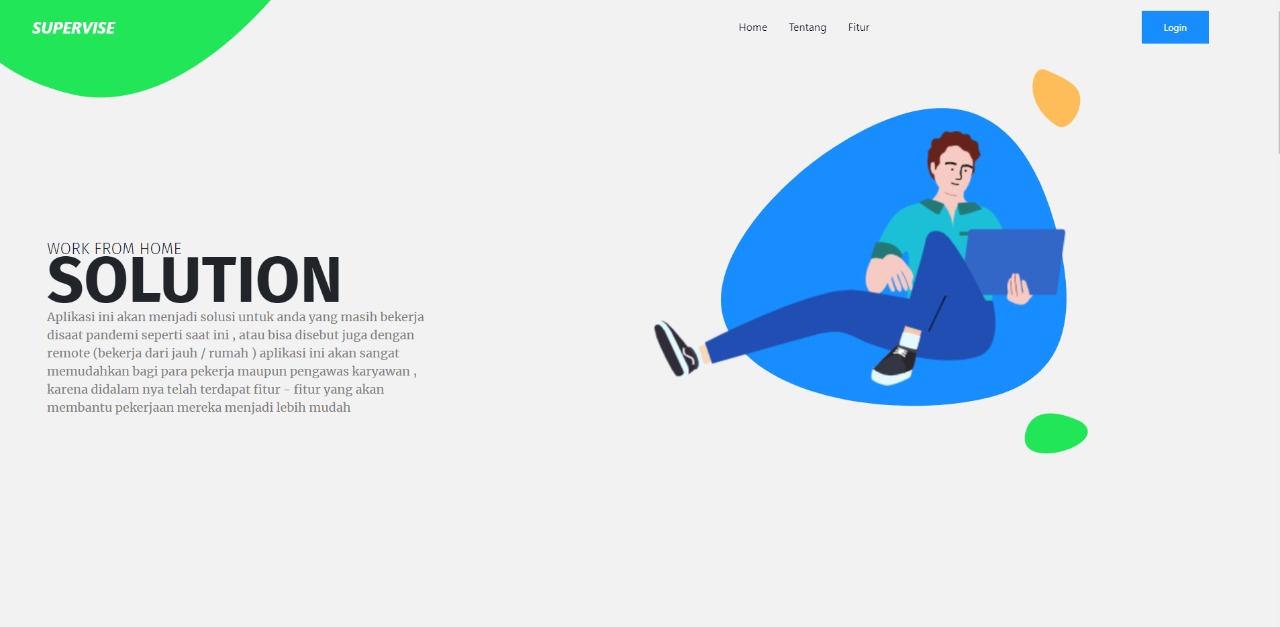 SUPERVISE
Home Tentang Fitur
Login
WORK FROM HOME
SOLUTION
Aplikasi ini akan menjadi solusi untuk anda yang masih bekerja
disaat pandemi seperti saat ini , atau bisa disebut juga dengan
remote (bekerja dari jauh / rumah ) aplikasi ini akan sangat
memudahkan bagi para pekerja maupun pengawas karyawan ,
karena didalam nya telah terdapat fitur - fitur yang akan
membantu pekerjaan mereka menjadi lebih mudah